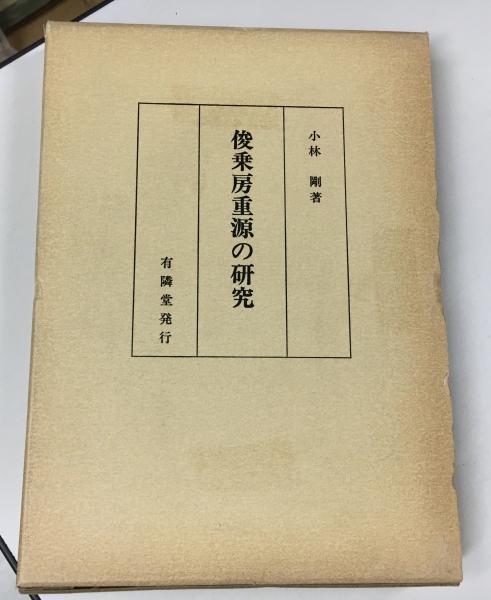 小林 剛著
俊乗房重源の研究
有隣堂発行